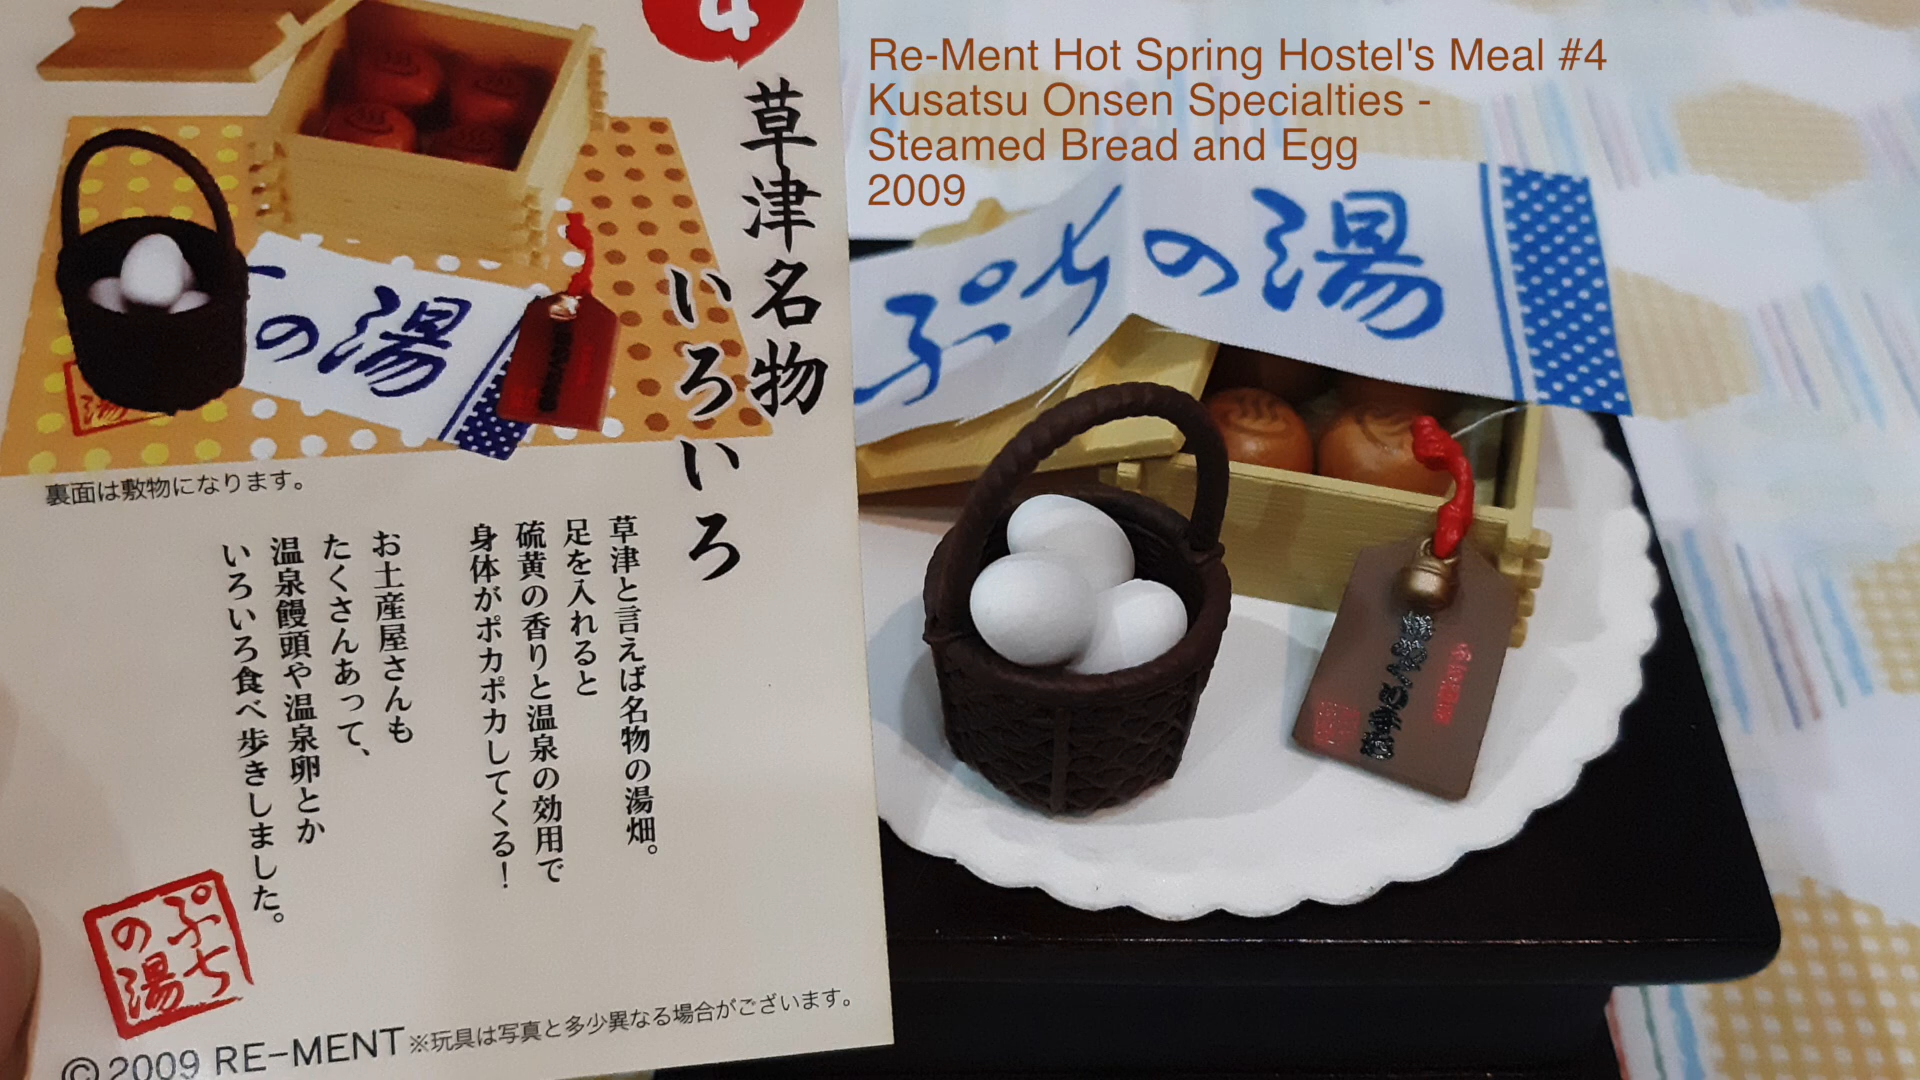 Re-Ment Hot Spring Hostel's Meal #4
Kusatsu Onsen Specialties -
Steamed Bread and Egg
2009
4
草津名物
いろいろ
の湯
裏面は敷物になります。
草津と言えば名物の湯畑。
足を入れると
硫黄の香りと温泉の効用で
身体がポカポカしてくる!
お土産屋さんも
たくさんあって、
温泉饅頭や温泉卵とか
いろいろ食べ歩きしました。
ぷち
の湯
© 2009 RE-MENT
※玩具は写真と多少異なる場合がございます。
ぷちの湯